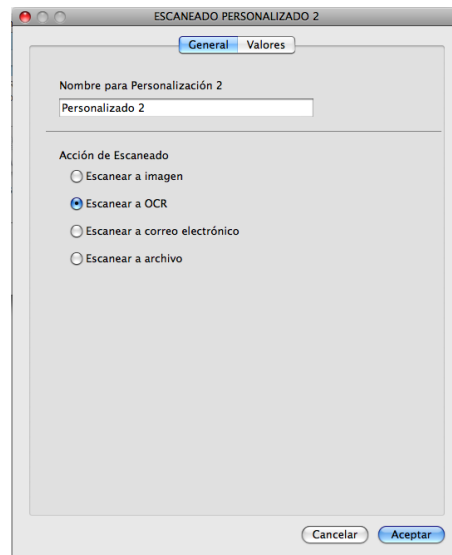 ESCANEADO PERSONALIZADO 2
General Valores
Nombre para Personalización 2
Personalizado 2
Acción de Escaneado
Escanear a imagen
Escanear a OCR
Escanear a correo electrónico
Escanear a archivo
Cancelar Aceptar